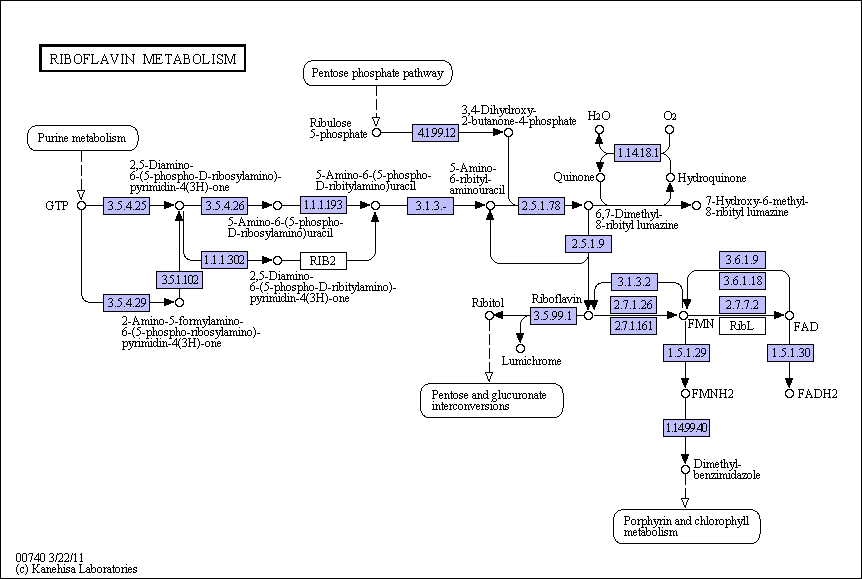 RIBOFLAVIN METABOLISM
Pentose phosphate pathway
Purine metabolism
Ribulose
5-phosphate
4.1.99.12
3,4-Dihydroxy-
2-butanone-4-phosphate
H2O
O2
1.14.18.1
Quinone
Hydroquinone
2,5-Diamino-
6-(5-phospho-D-ribosylamino)-
pyrimidin-4(3H)-one
5-Amino-6-(5-phospho-
D-ribitylamino)uracil
5-Amino-
6-ribityl-
aminouracil
GTP
3.5.4.25
3.5.4.26
1.1.1.193
3.1.3.-
2.5.1.78
7-Hydroxy-6-methyl-
8-ribityl lumazine
5-Amino-6-(5-phospho-
D-ribosylamino)uracil
6,7-Dimethyl-
8-ribityl lumazine
2.5.1.9
1.1.1.302
RIB2
3.5.1.102
2,5-Diamino-
6-(5-phospho-D-ribitylamino)-
pyrimidin-4(3H)-one
3.5.4.29
2-Amino-5-formylamino-
6-(5-phospho-ribosylamino)-
pyrimidin-4(3H)-one
3.6.1.9
3.6.1.18
3.1.3.2
Ribitol
Riboflavin
2.7.1.26
2.7.7.2
3.5.99.1
2.7.1.161
FMN
RibL
FAD
Lumichrome
1.5.1.29
1.5.1.30
Pentose and glucuronate
interconversions
FMNH2
FADH2
1.14.99.40
Dimethyl-
benzimidazole
Porphyrin and chlorophyll
metabolism
00740 3/22/11
(c) Kanehisa Laboratories